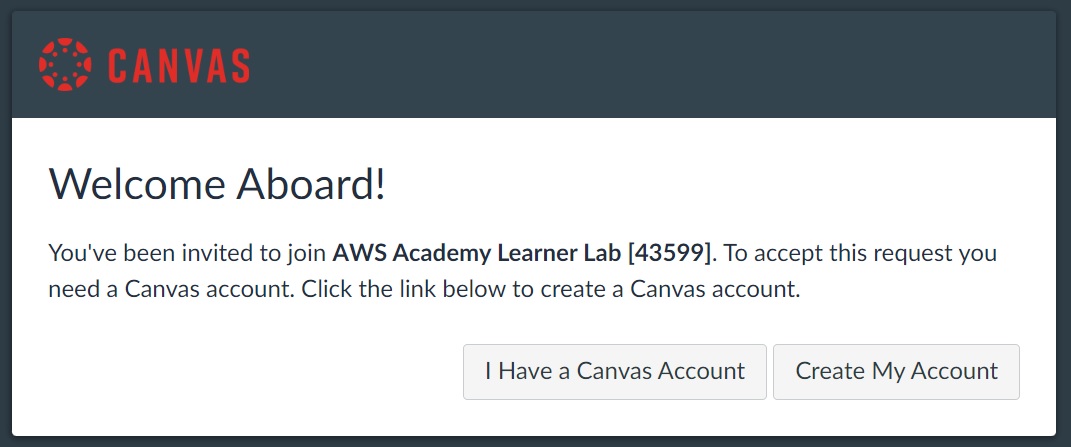 CANVAS
Welcome Aboard!
You've been invited to join AWS Academy Learner Lab [43599]. To accept this request you
need a Canvas account. Click the link below to create a Canvas account.
I Have a Canvas Account
Create My Account